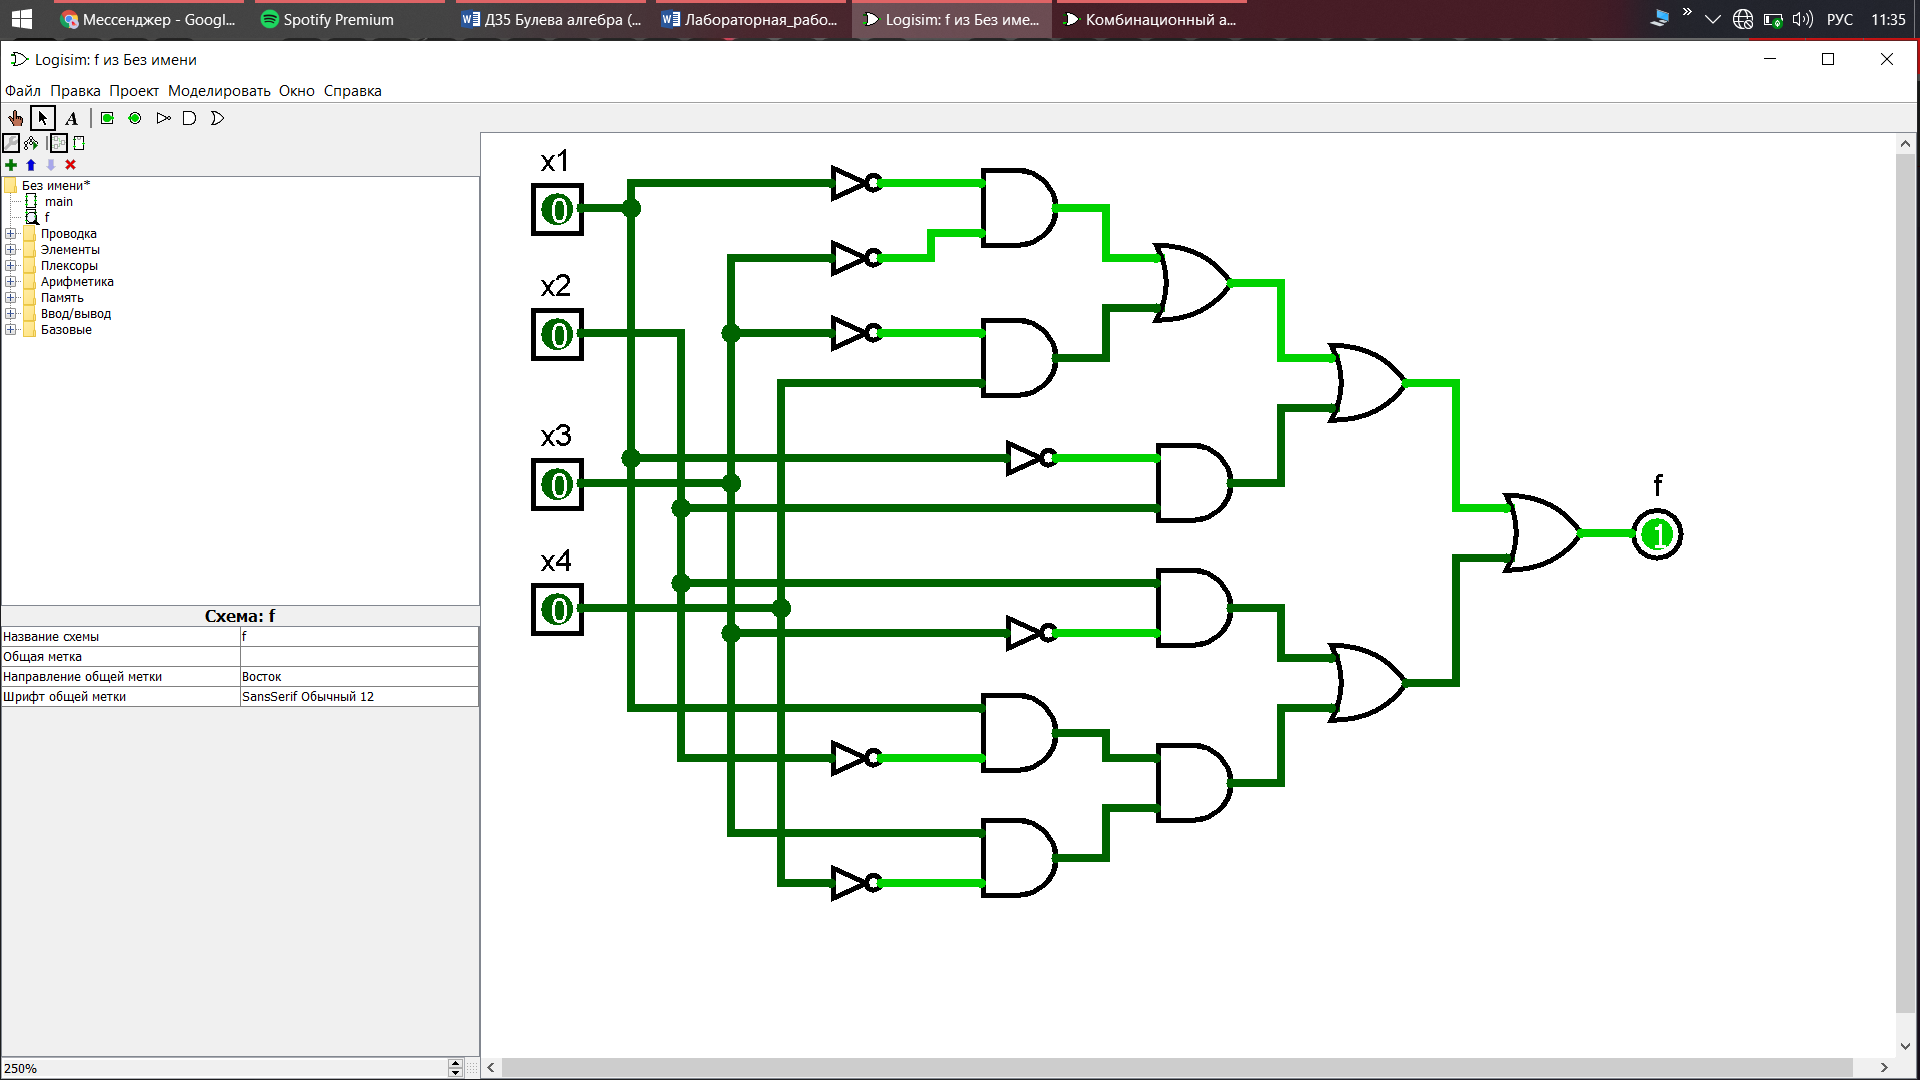 Мессенджер - Googl...
Spotify Premium
ДЗ5 Булева алгебра (...
Лабораторная_рабо...
Logisim: f из Без име...
Комбинационный а...
РУС
11:35
Logisim: f из Без имени
Файл Правка Проект Моделировать Окно Справка
A
Без имени*
main
f
Проводка
Элементы
Плексоры
Арифметика
Память
Ввод/вывод
Базовые
Схема: f
Название схемы f
Общая метка
Направление общей метки Восток
Шрифт общей метки SansSerif Обычный 12
250%
x1
0
x2
0
x3
0
x4
0
f
1